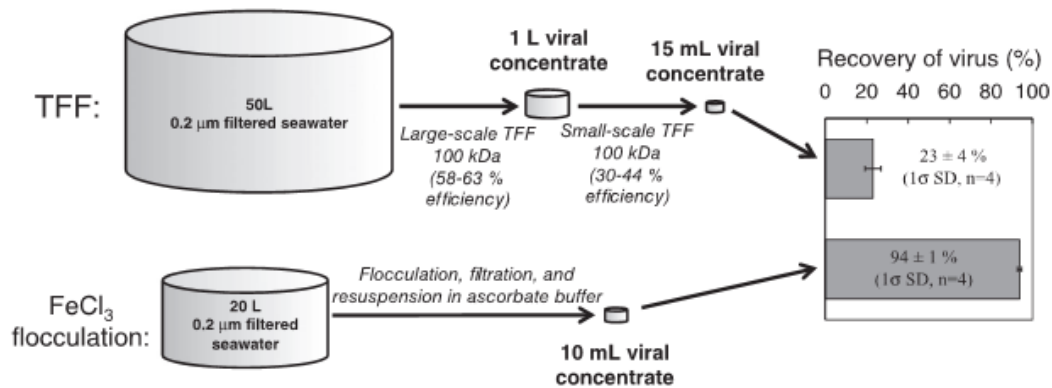 TFF:
50L
0.2 μm filtered seawater
Large-scale TFF
100 kDa
(58-63 %
efficiency)
1 L viral
concentrate
Small-scale TFF
100 kDa
(30-44 %
efficiency)
15 mL viral
concentrate
Recovery of virus (%)
0 20 40 60 80 100
23 ± 4 %
(1σ SD, n=4)
94 ± 1 %
(1σ SD, n=4)
FeCl₃
flocculation:
20 L
0.2 μm filtered
seawater
Flocculation, filtration, and
resuspension in ascorbate buffer
10 mL viral
concentrate